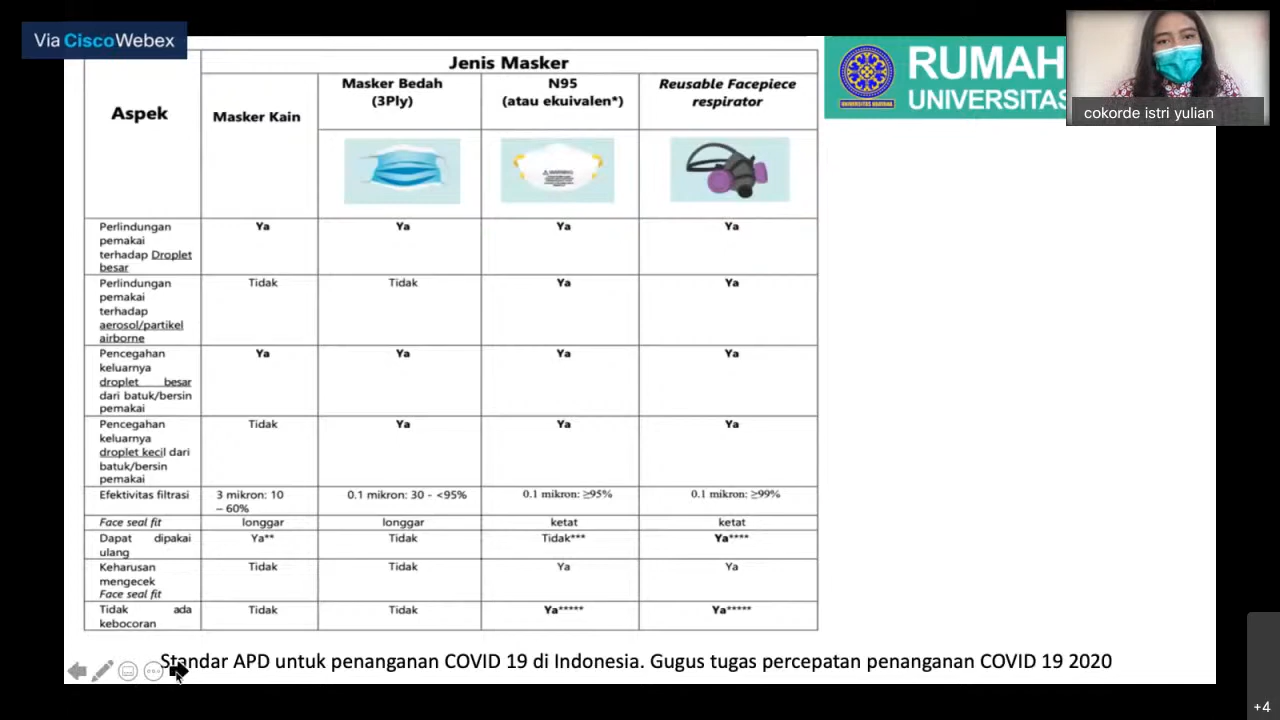 Via Cisco Webex
RUMAH
UNIVERSITAS
cokorde istri yulian
Aspek
Jenis Masker
Masker Kain
Masker Bedah
(3Ply)
N95
(atau ekuivalen*)
Reusable Facepiece
respirator
Perlindungan
pemakai
terhadap Droplet
besar
Ya
Ya
Ya
Ya
Perlindungan
pemakai
terhadap
aerosol/partikel
airborne
Tidak
Tidak
Ya
Ya
Pencegahan
keluarnya
droplet besar
dari batuk/bersin
pemakai
Ya
Ya
Ya
Ya
Pencegahan
keluarnya
droplet kecil dari
batuk/bersin
pemakai
Tidak
Ya
Ya
Ya
Efektivitas filtrasi
3 mikron: 10
– 60%
0.1 mikron: 30 - <95%
0.1 mikron: ≥95%
0.1 mikron: ≥99%
Face seal fit
longgar
longgar
ketat
ketat
Dapat dipakai
ulang
Ya**
Tidak
Tidak***
Ya****
Keharusan
mengecek
Face seal fit
Tidak
Tidak
Ya
Ya
Tidak ada
kebocoran
Tidak
Tidak
Ya*****
Ya*****
Standar APD untuk penanganan COVID 19 di Indonesia. Gugus tugas percepatan penanganan COVID 19 2020
+4